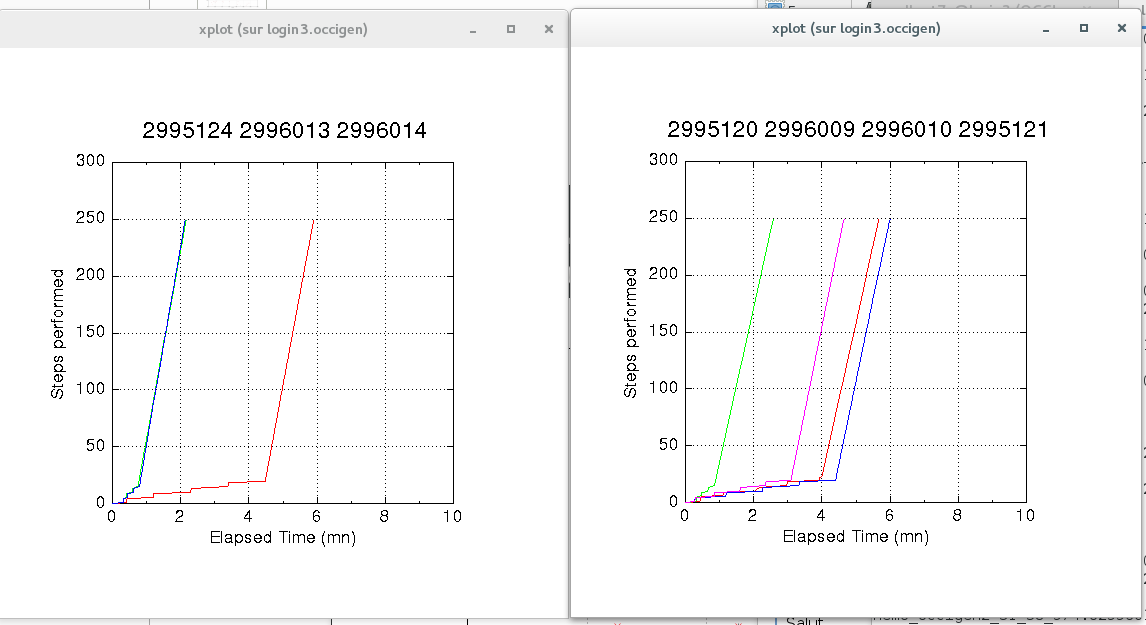 xplot (sur login3.occigen)
2995124 2996013 2996014
300
250
200
150
100
50
0
Steps performed
0 2 4 6 8 10
Elapsed Time (mn)
xplot (sur login3.occigen)
2995120 2996009 2996010 2995121
300
250
200
150
100
50
0
Steps performed
0 2 4 6 8 10
Elapsed Time (mn)
Salut